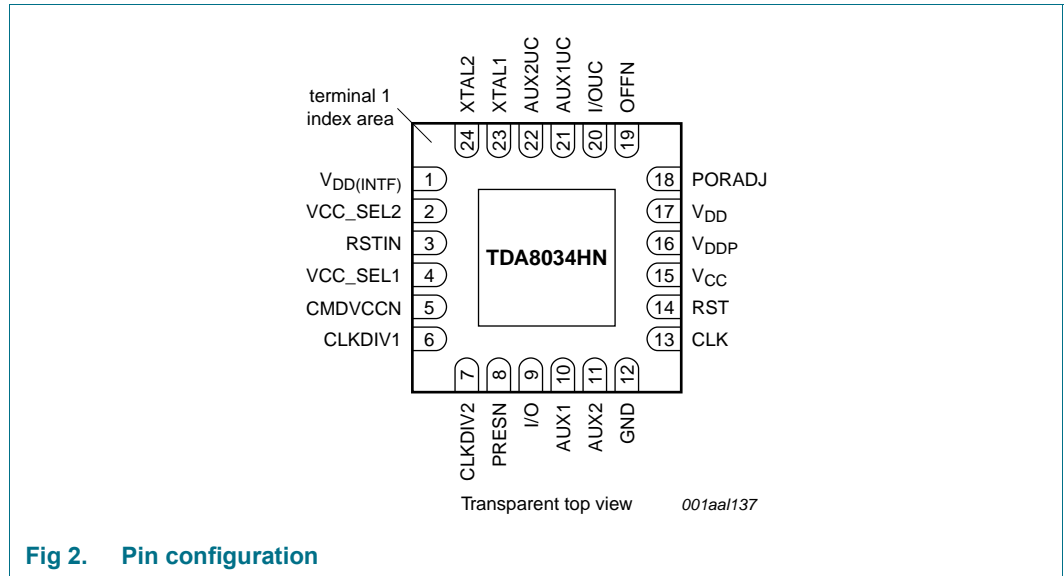 XTAL2
XTAL1
AUX2UC
AUX1UC
I/OUC
OFFN
terminal 1
index area
24
23
22
21
20
19
VDD(INTF) 1
VCC_SEL2 2
RSTIN 3
VCC_SEL1 4
CMDVCCN 5
CLKDIV1 6
TDA8034HN
18 PORADJ
17 VDD
16 VDDP
15 VCC
14 RST
13 CLK
7
8
9
10
11
12
CLKDIV2
PRESN
I/O
AUX1
AUX2
GND
Transparent top view 001aal137
Fig 2. Pin configuration